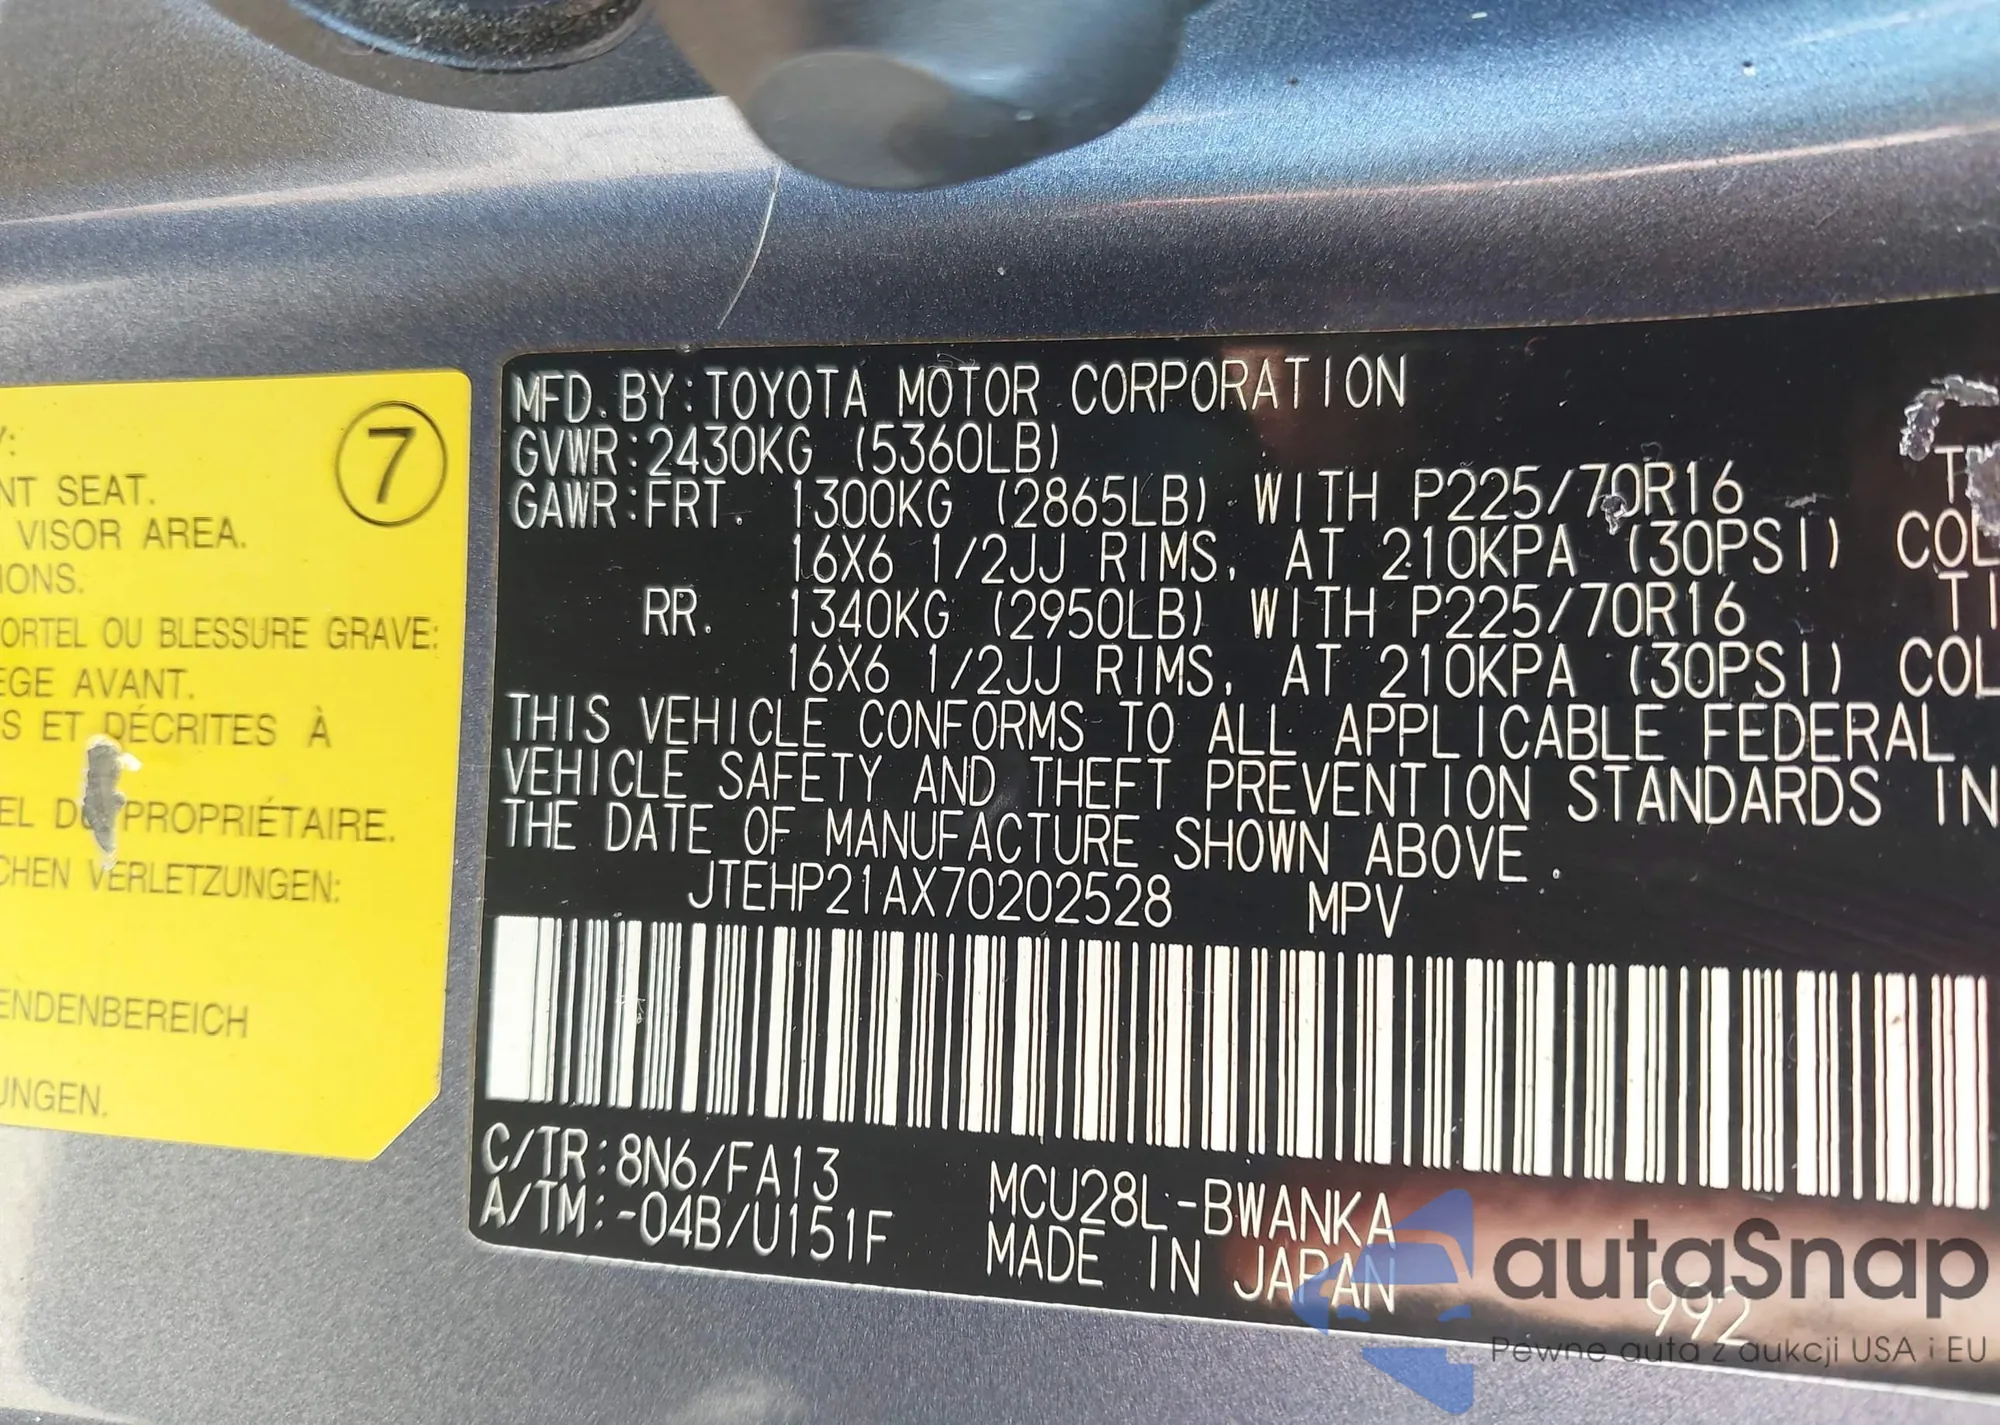 7
NT SEAT.
VISOR AREA.
IONS.
ORTEL OU BLESSURE GRAVE:
EGE AVANT.
S ET DÉCRITES À
EL DU PROPRIÉTAIRE.
CHEN VERLETZUNGEN:
ENDENBEREICH
UNGEN.
MFD. BY: TOYOTA MOTOR CORPORATION
GVWR: 2430KG (5360LB)
GAWR: FRT. 1300KG (2865LB) WITH P225/70R16
16X6 1/2JJ RIMS, AT 210KPA (30PSI) COL
RR. 1340KG (2950LB) WITH P225/70R16 TI
16X6 1/2JJ RIMS, AT 210KPA (30PSI) COL
THIS VEHICLE CONFORMS TO ALL APPLICABLE FEDERAL
VEHICLE SAFETY AND THEFT PREVENTION STANDARDS IN
THE DATE OF MANUFACTURE SHOWN ABOVE.
JTEHP21AX70202528 MPV
C/TR: 8N6/FA13 MCU28L-BWANKA
A/TM: -04B/U151F MADE IN JAPAN
992
autaSnap
Pewne auta z aukcji USA i EU